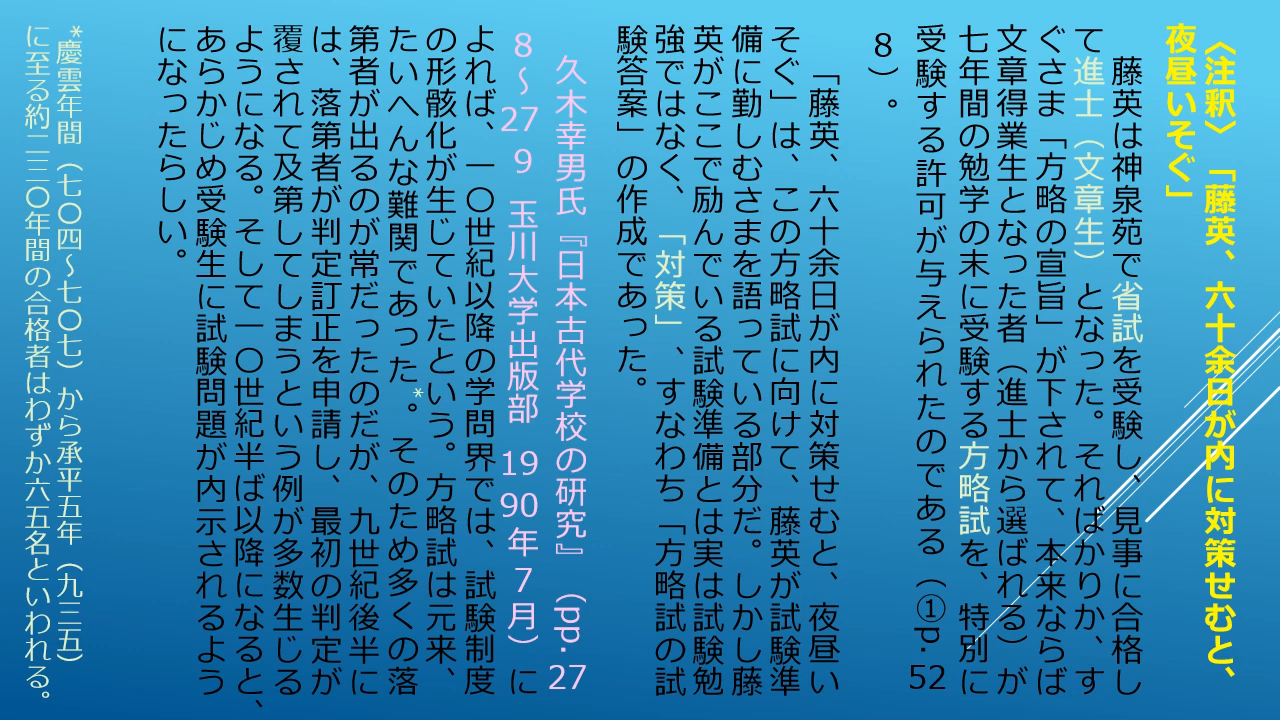 〈注釈〉「藤英、六十余日が内に対策せむと、
夜昼いそぐ」
藤英は神泉苑で省試を受験し、見事に合格し
て進士（文章生）となった。そればかりか、す
ぐさま「方略の宣旨」が下されて、本来ならば
文章得業生となった者（進士から選ばれる）が
七年間の勉学の末に受験する方略試を、特別に
受験する許可が与えられたのである（①p.52
8）。
「藤英、六十余日が内に対策せむと、夜昼い
そぐ」は、この方略試に向けて、藤英が試験準
備に勤しむさまを語っている部分だ。しかし藤
英がここで励んでいる試験準備とは実は試験勉
強ではなく、「対策」、すなわち「方略試の試
験答案」の作成であった。
久木幸男氏『日本古代学校の研究』（pp.27
8～279 玉川大学出版部 1990年7月）に
よれば、一〇世紀以降の学問界では、試験制度
の形骸化が生じていたという。方略試は元来、
たいへんな難関であった*。そのため多くの落
第者が出るのが常だったのだが、九世紀後半に
は、落第者が判定訂正を申請し、最初の判定が
覆されて及第してしまうという例が多数生じる
ようになる。そして一〇世紀半ば以降になると、
あらかじめ受験生に試験問題が内示されるよう
になったらしい。
*慶雲年間（七〇四～七〇七）から承平五年（九三五）
に至る約二三〇年間の合格者はわずか六五名といわれる。